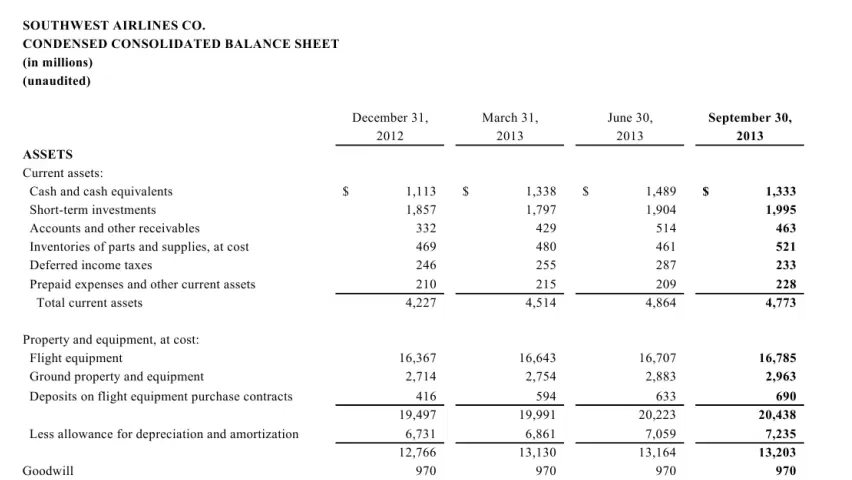 SOUTHWEST AIRLINES CO.
CONDENSED CONSOLIDATED BALANCE SHEET
(in millions)
(unaudited)
December 31, March 31, June 30, September 30,
2012 2013 2013 2013
ASSETS
Current assets:
Cash and cash equivalents $ 1,113 $ 1,338 $ 1,489 $ 1,333
Short-term investments 1,857 1,797 1,904 1,995
Accounts and other receivables 332 429 514 463
Inventories of parts and supplies, at cost 469 480 461 521
Deferred income taxes 246 255 287 233
Prepaid expenses and other current assets 210 215 209 228
Total current assets 4,227 4,514 4,864 4,773
Property and equipment, at cost:
Flight equipment 16,367 16,643 16,707 16,785
Ground property and equipment 2,714 2,754 2,883 2,963
Deposits on flight equipment purchase contracts 416 594 633 690
19,497 19,991 20,223 20,438
Less allowance for depreciation and amortization 6,731 6,861 7,059 7,235
12,766 13,130 13,164 13,203
Goodwill 970 970 970 970